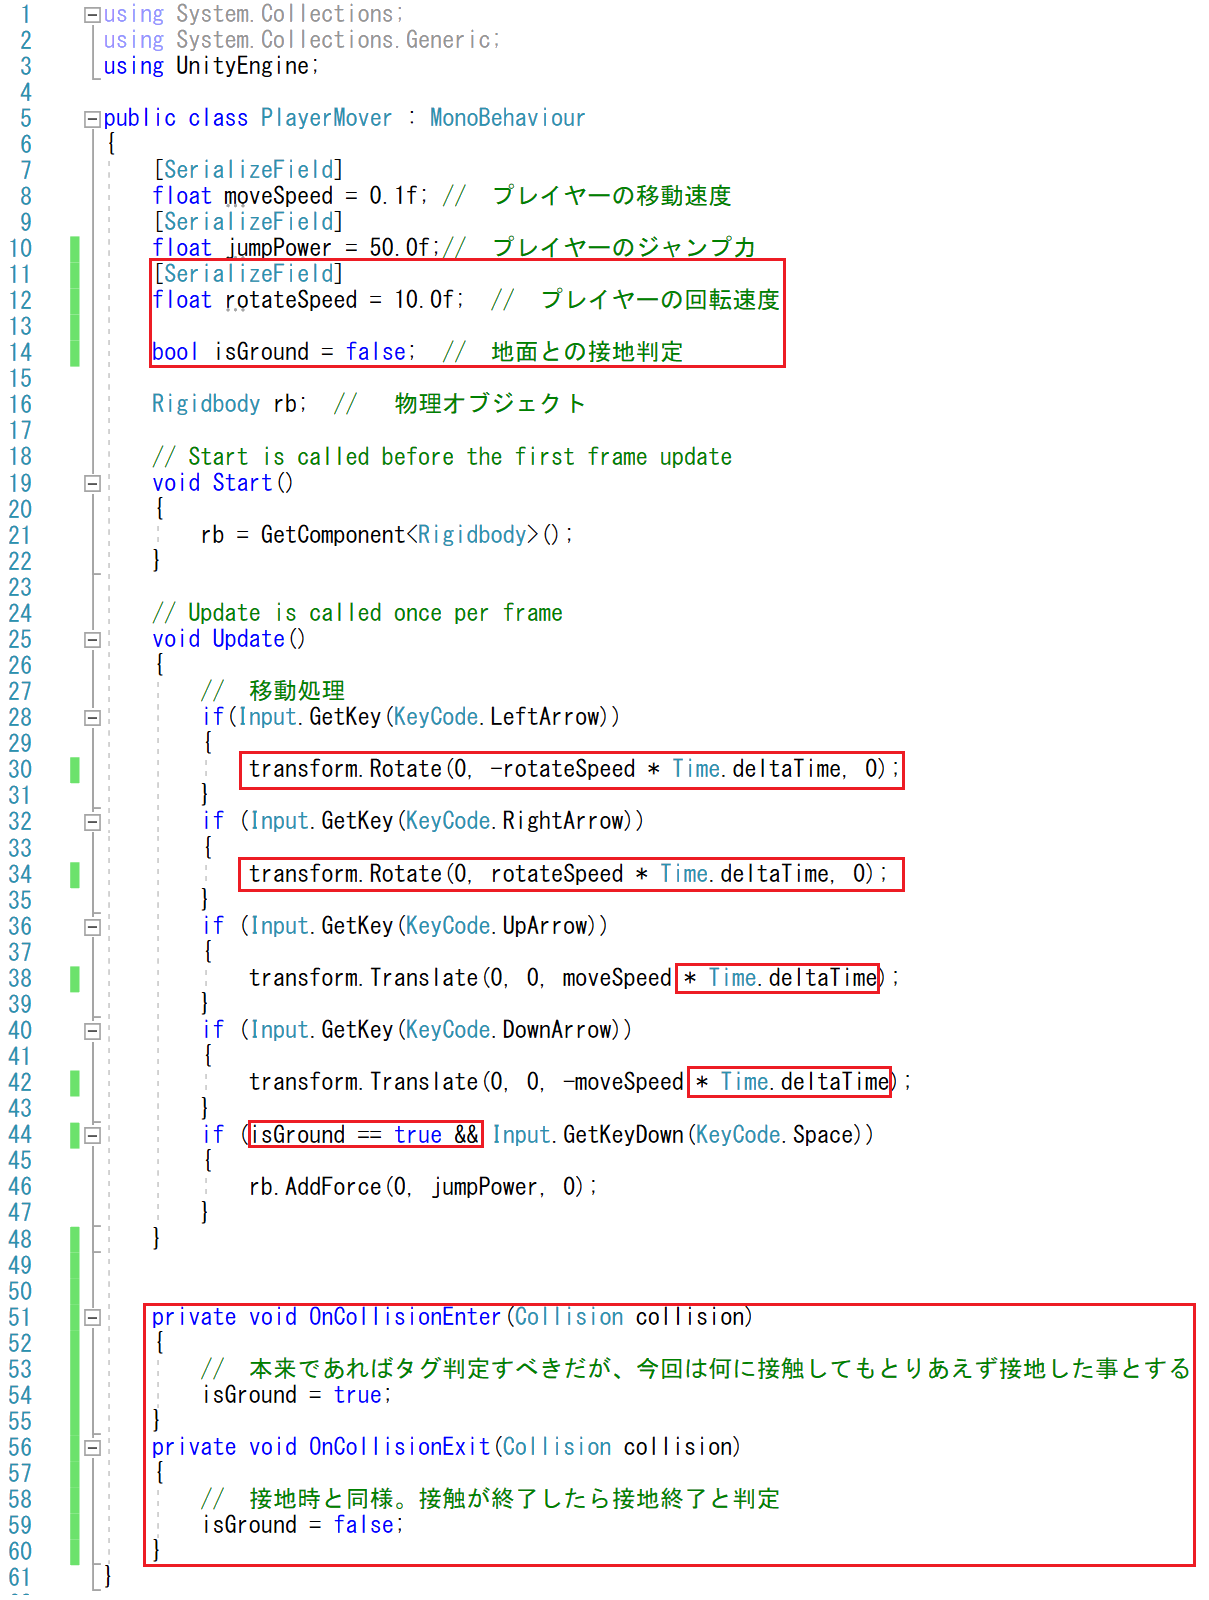 1 using System.Collections;
2 using System.Collections.Generic;
3 using UnityEngine;
4
5 public class PlayerMover : MonoBehaviour
6 {
7 [SerializeField]
8 float moveSpeed = 0.1f; //　プレイヤーの移動速度
9 [SerializeField]
10 float jumpPower = 50.0f;//　プレイヤーのジャンプ力
11 [SerializeField]
12 float rotateSpeed = 10.0f;  //　プレイヤーの回転速度
13
14 bool isGround = false;  //　地面との接地判定
15
16 Rigidbody rb;  //　 物理オブジェクト
17
18 // Start is called before the first frame update
19 void Start()
20 {
21 rb = GetComponent<Rigidbody>();
22 }
23
24 // Update is called once per frame
25 void Update()
26 {
27 //　移動処理
28 if(Input.GetKey(KeyCode.LeftArrow))
29 {
30 transform.Rotate(0, -rotateSpeed * Time.deltaTime, 0);
31 }
32 if (Input.GetKey(KeyCode.RightArrow))
33 {
34 transform.Rotate(0, rotateSpeed * Time.deltaTime, 0);
35 }
36 if (Input.GetKey(KeyCode.UpArrow))
37 {
38 transform.Translate(0, 0, moveSpeed * Time.deltaTime);
39 }
40 if (Input.GetKey(KeyCode.DownArrow))
41 {
42 transform.Translate(0, 0, -moveSpeed * Time.deltaTime);
43 }
44 if (isGround == true && Input.GetKeyDown(KeyCode.Space))
45 {
46 rb.AddForce(0, jumpPower, 0);
47 }
48 }
49
50
51 private void OnCollisionEnter(Collision collision)
52 {
53 //　本来であればタグ判定すべきだが、今回は何に接触してもとりあえず接地した事とする
54 isGround = true;
55 }
56 private void OnCollisionExit(Collision collision)
57 {
58 //　接地時と同様。接触が終了したら接地終了と判定
59 isGround = false;
60 }
61 }